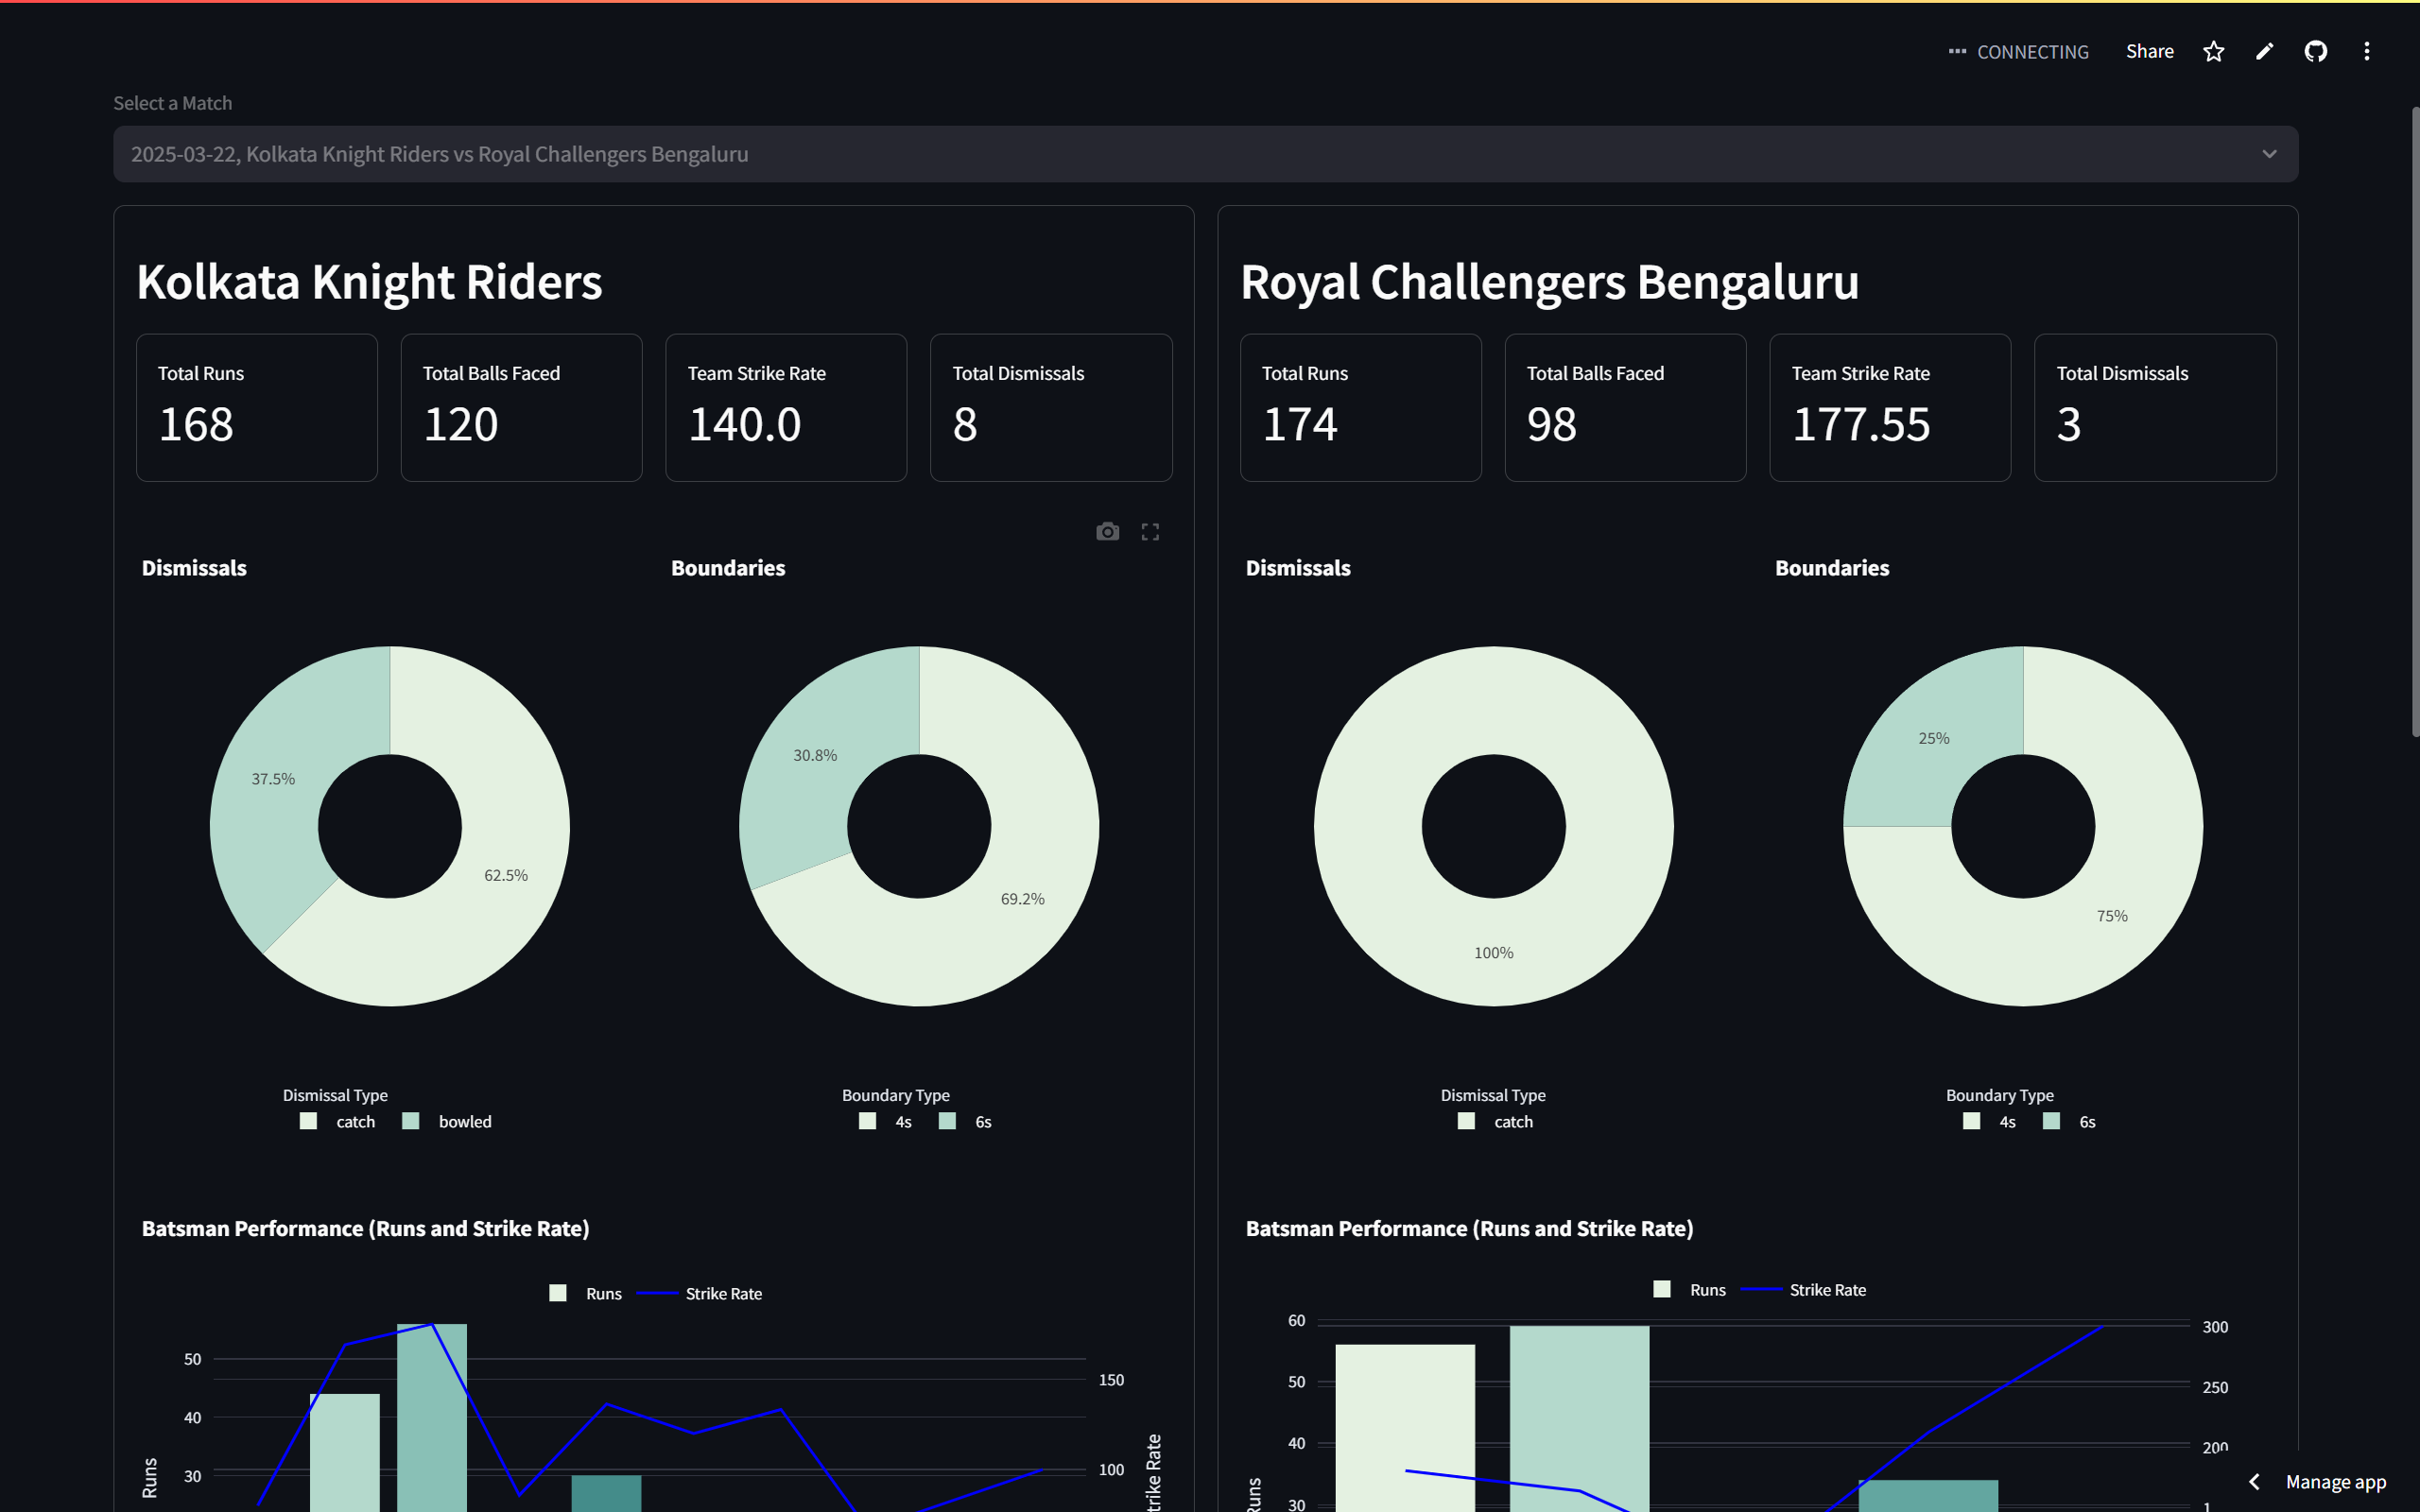 CONNECTING Share
Select a Match
2025-03-22, Kolkata Knight Riders vs Royal Challengers Bengaluru
Kolkata Knight Riders
Total Runs
168
Total Balls Faced
120
Team Strike Rate
140.0
Total Dismissals
8
Dismissals
37.5%
62.5%
Dismissal Type
catch bowled
Boundaries
30.8%
69.2%
Boundary Type
4s 6s
Batsman Performance (Runs and Strike Rate)
Runs Strike Rate
50
40
30
Runs
150
100
Royal Challengers Bengaluru
Total Runs
174
Total Balls Faced
98
Team Strike Rate
177.55
Total Dismissals
3
Dismissals
100%
Dismissal Type
catch
Boundaries
25%
75%
Boundary Type
4s 6s
Batsman Performance (Runs and Strike Rate)
Runs Strike Rate
60
50
40
30
300
250
200
Manage app